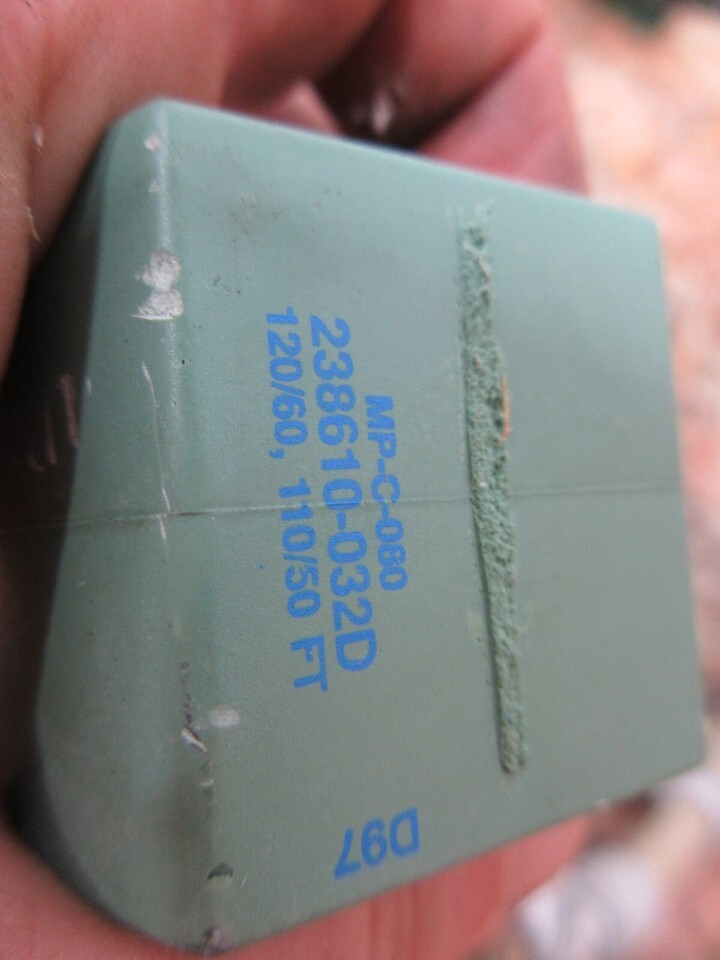 MP-C-080
238610-032D
120/60, 110/50 FT
D97